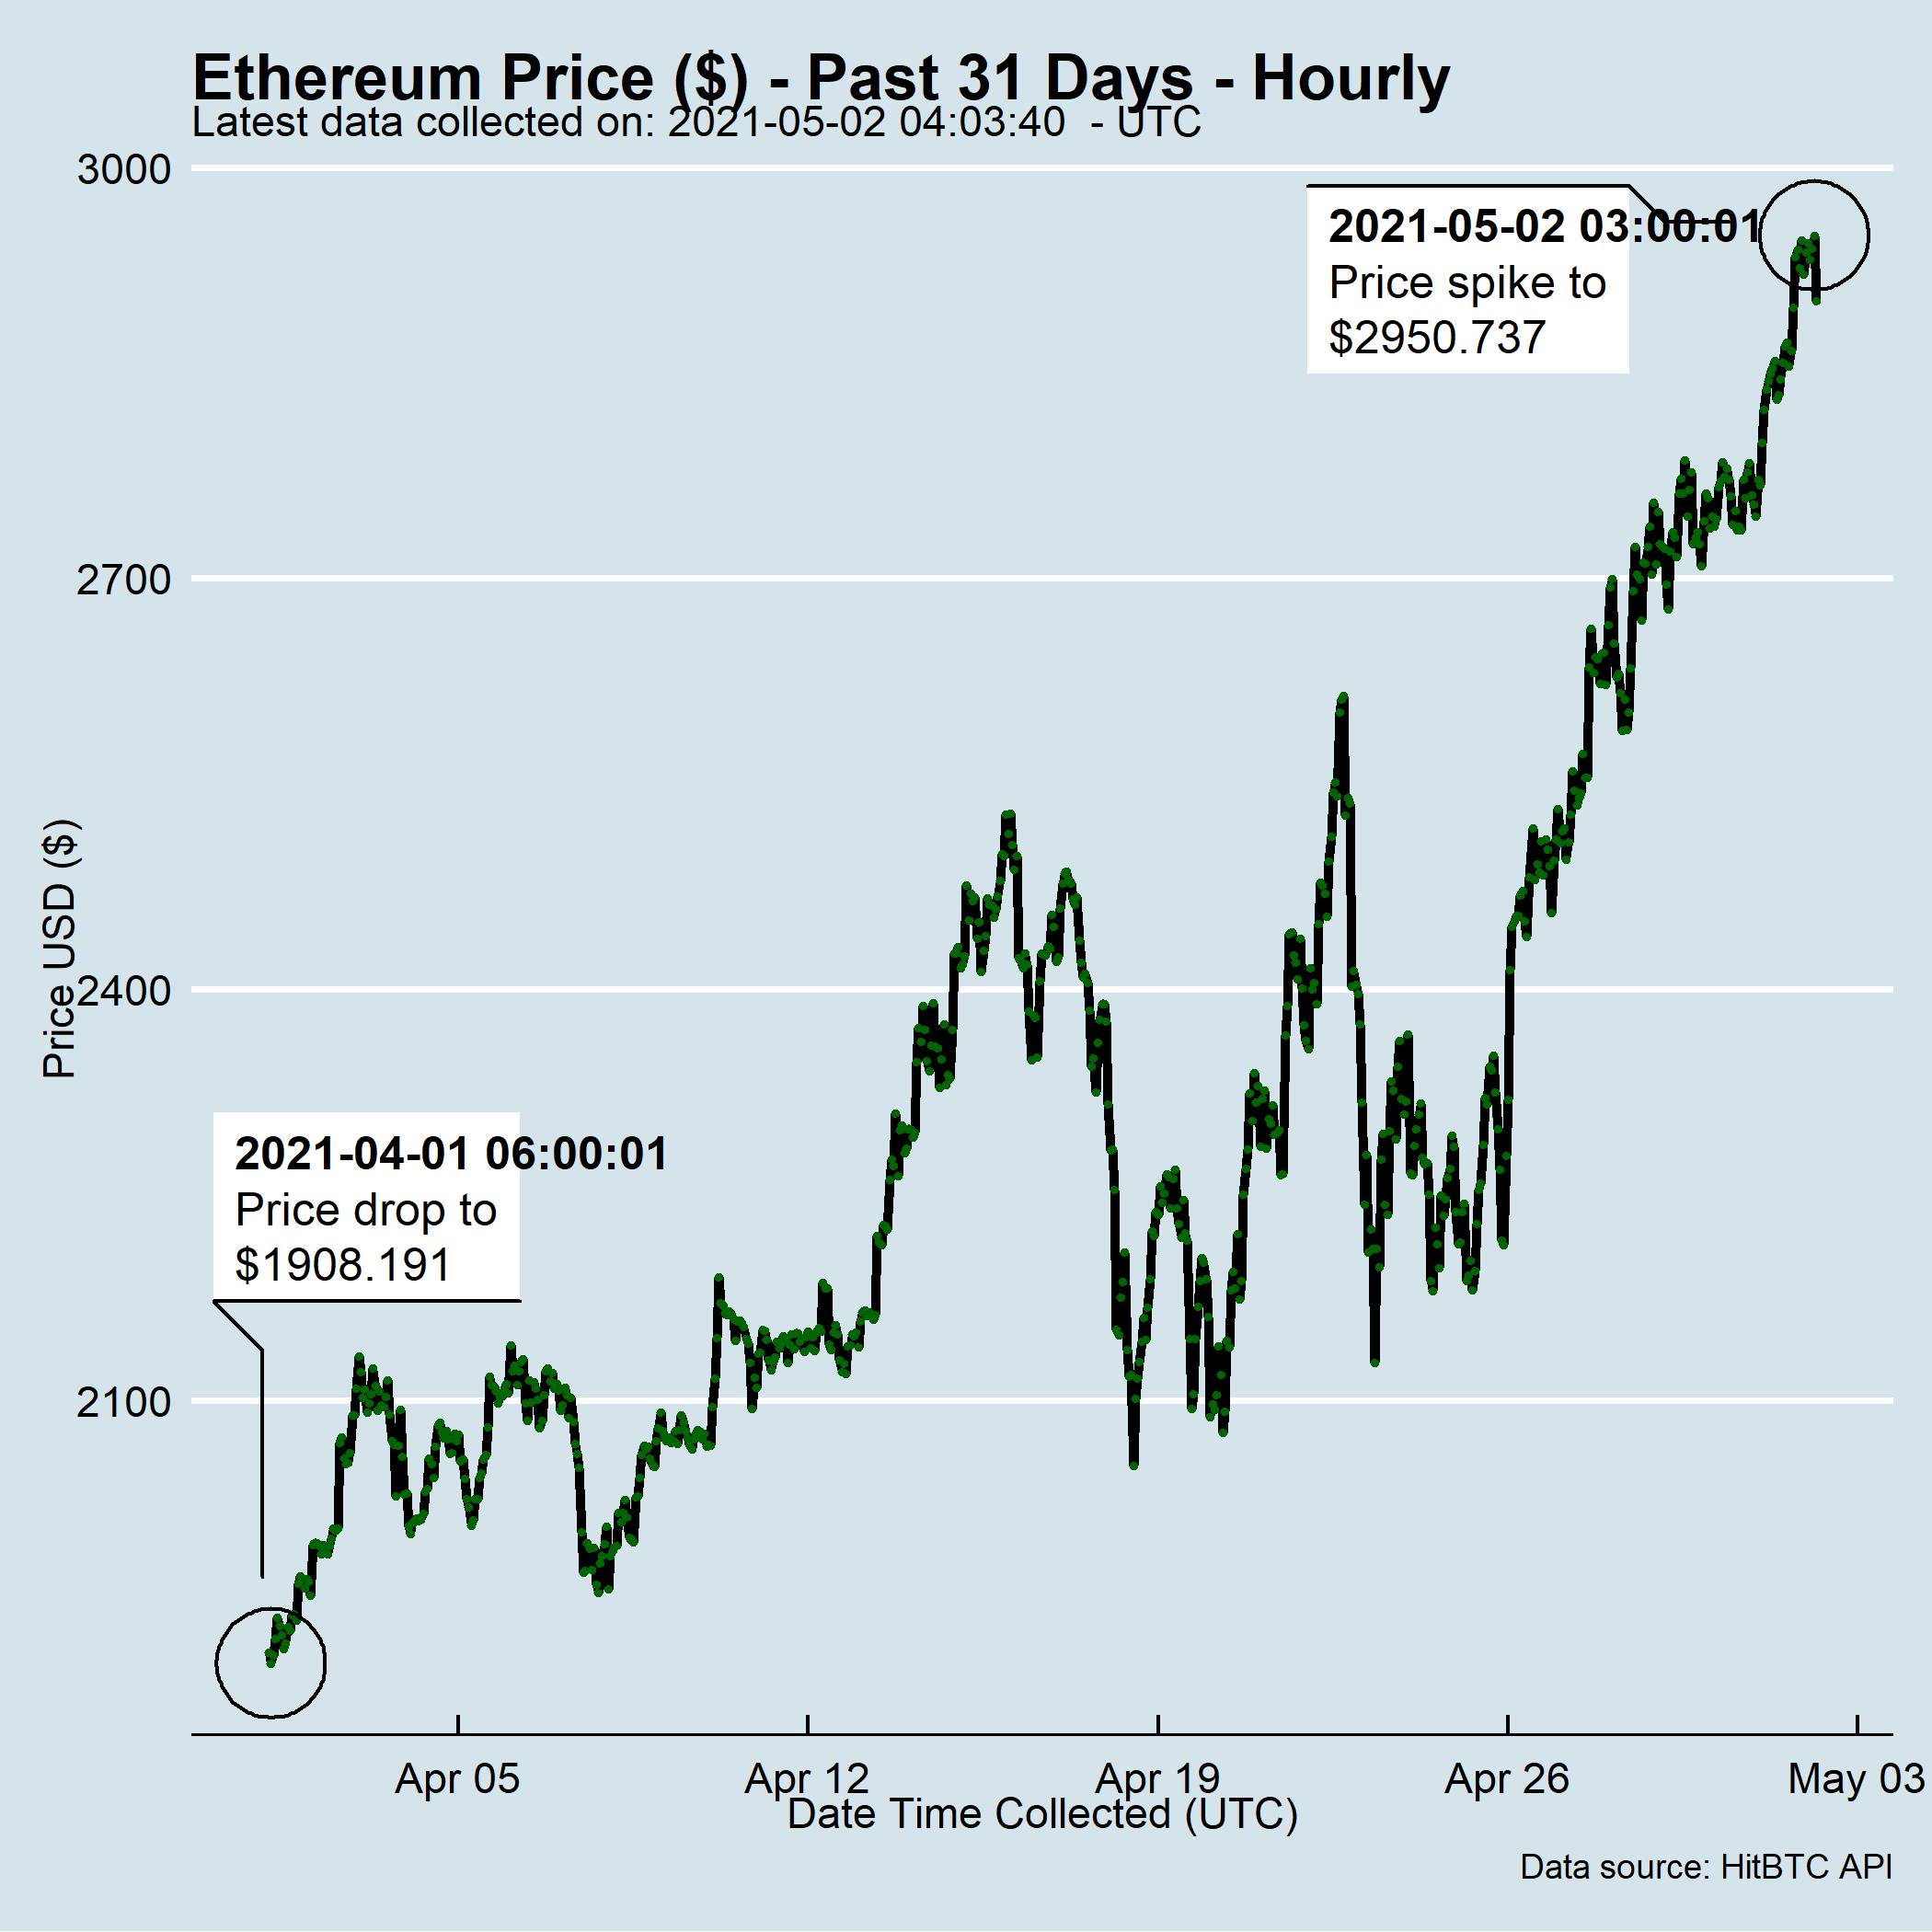 Ethereum Price ($) - Past 31 Days - Hourly
Latest data collected on: 2021-05-02 04:03:40  - UTC
3000
2021-05-02 03:00:01
Price spike to
$2950.737
2700
Price USD ($)
2400
2021-04-01 06:00:01
Price drop to
$1908.191
2100
Apr 05 Apr 12 Apr 19 Apr 26 May 03
Date Time Collected (UTC)
Data source: HitBTC API